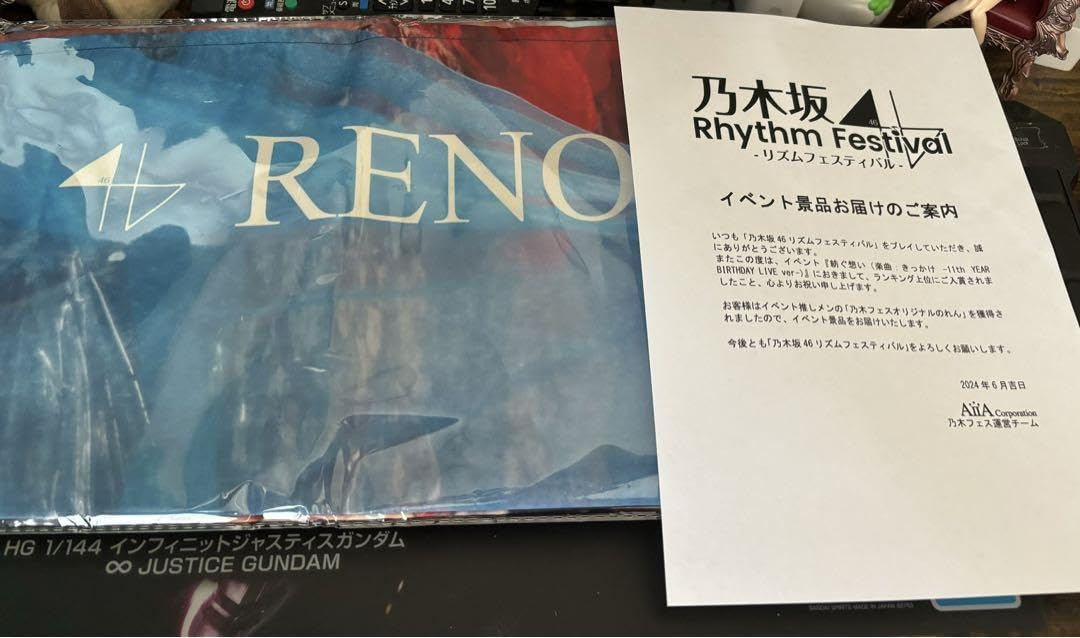 46
RENO
乃木坂
46
Rhythm Festival
-リズムフェスティバル-
イベント景品お届けのご案内
いつも「乃木坂46リズムフェスティバル」をプレイしていただき、誠
にありがとうございます。
またこの度は、イベント『紡ぐ想い（楽曲：きっかけ -11th YEAR
BIRTHDAY LIVE ver-)』におきまして、ランキング上位にご入賞されま
したこと、心よりお祝い申し上げます。
お客様はイベント推しメンの「乃木フェスオリジナルのれん」を獲得さ
れましたので、イベント景品をお届けいたします。
今後とも「乃木坂46リズムフェスティバル」をよろしくお願いします。
2024年6月吉日
AiiA Corporation
乃木フェス運営チーム
HG 1/144 インフィニットジャスティスガンダム
∞ JUSTICE GUNDAM